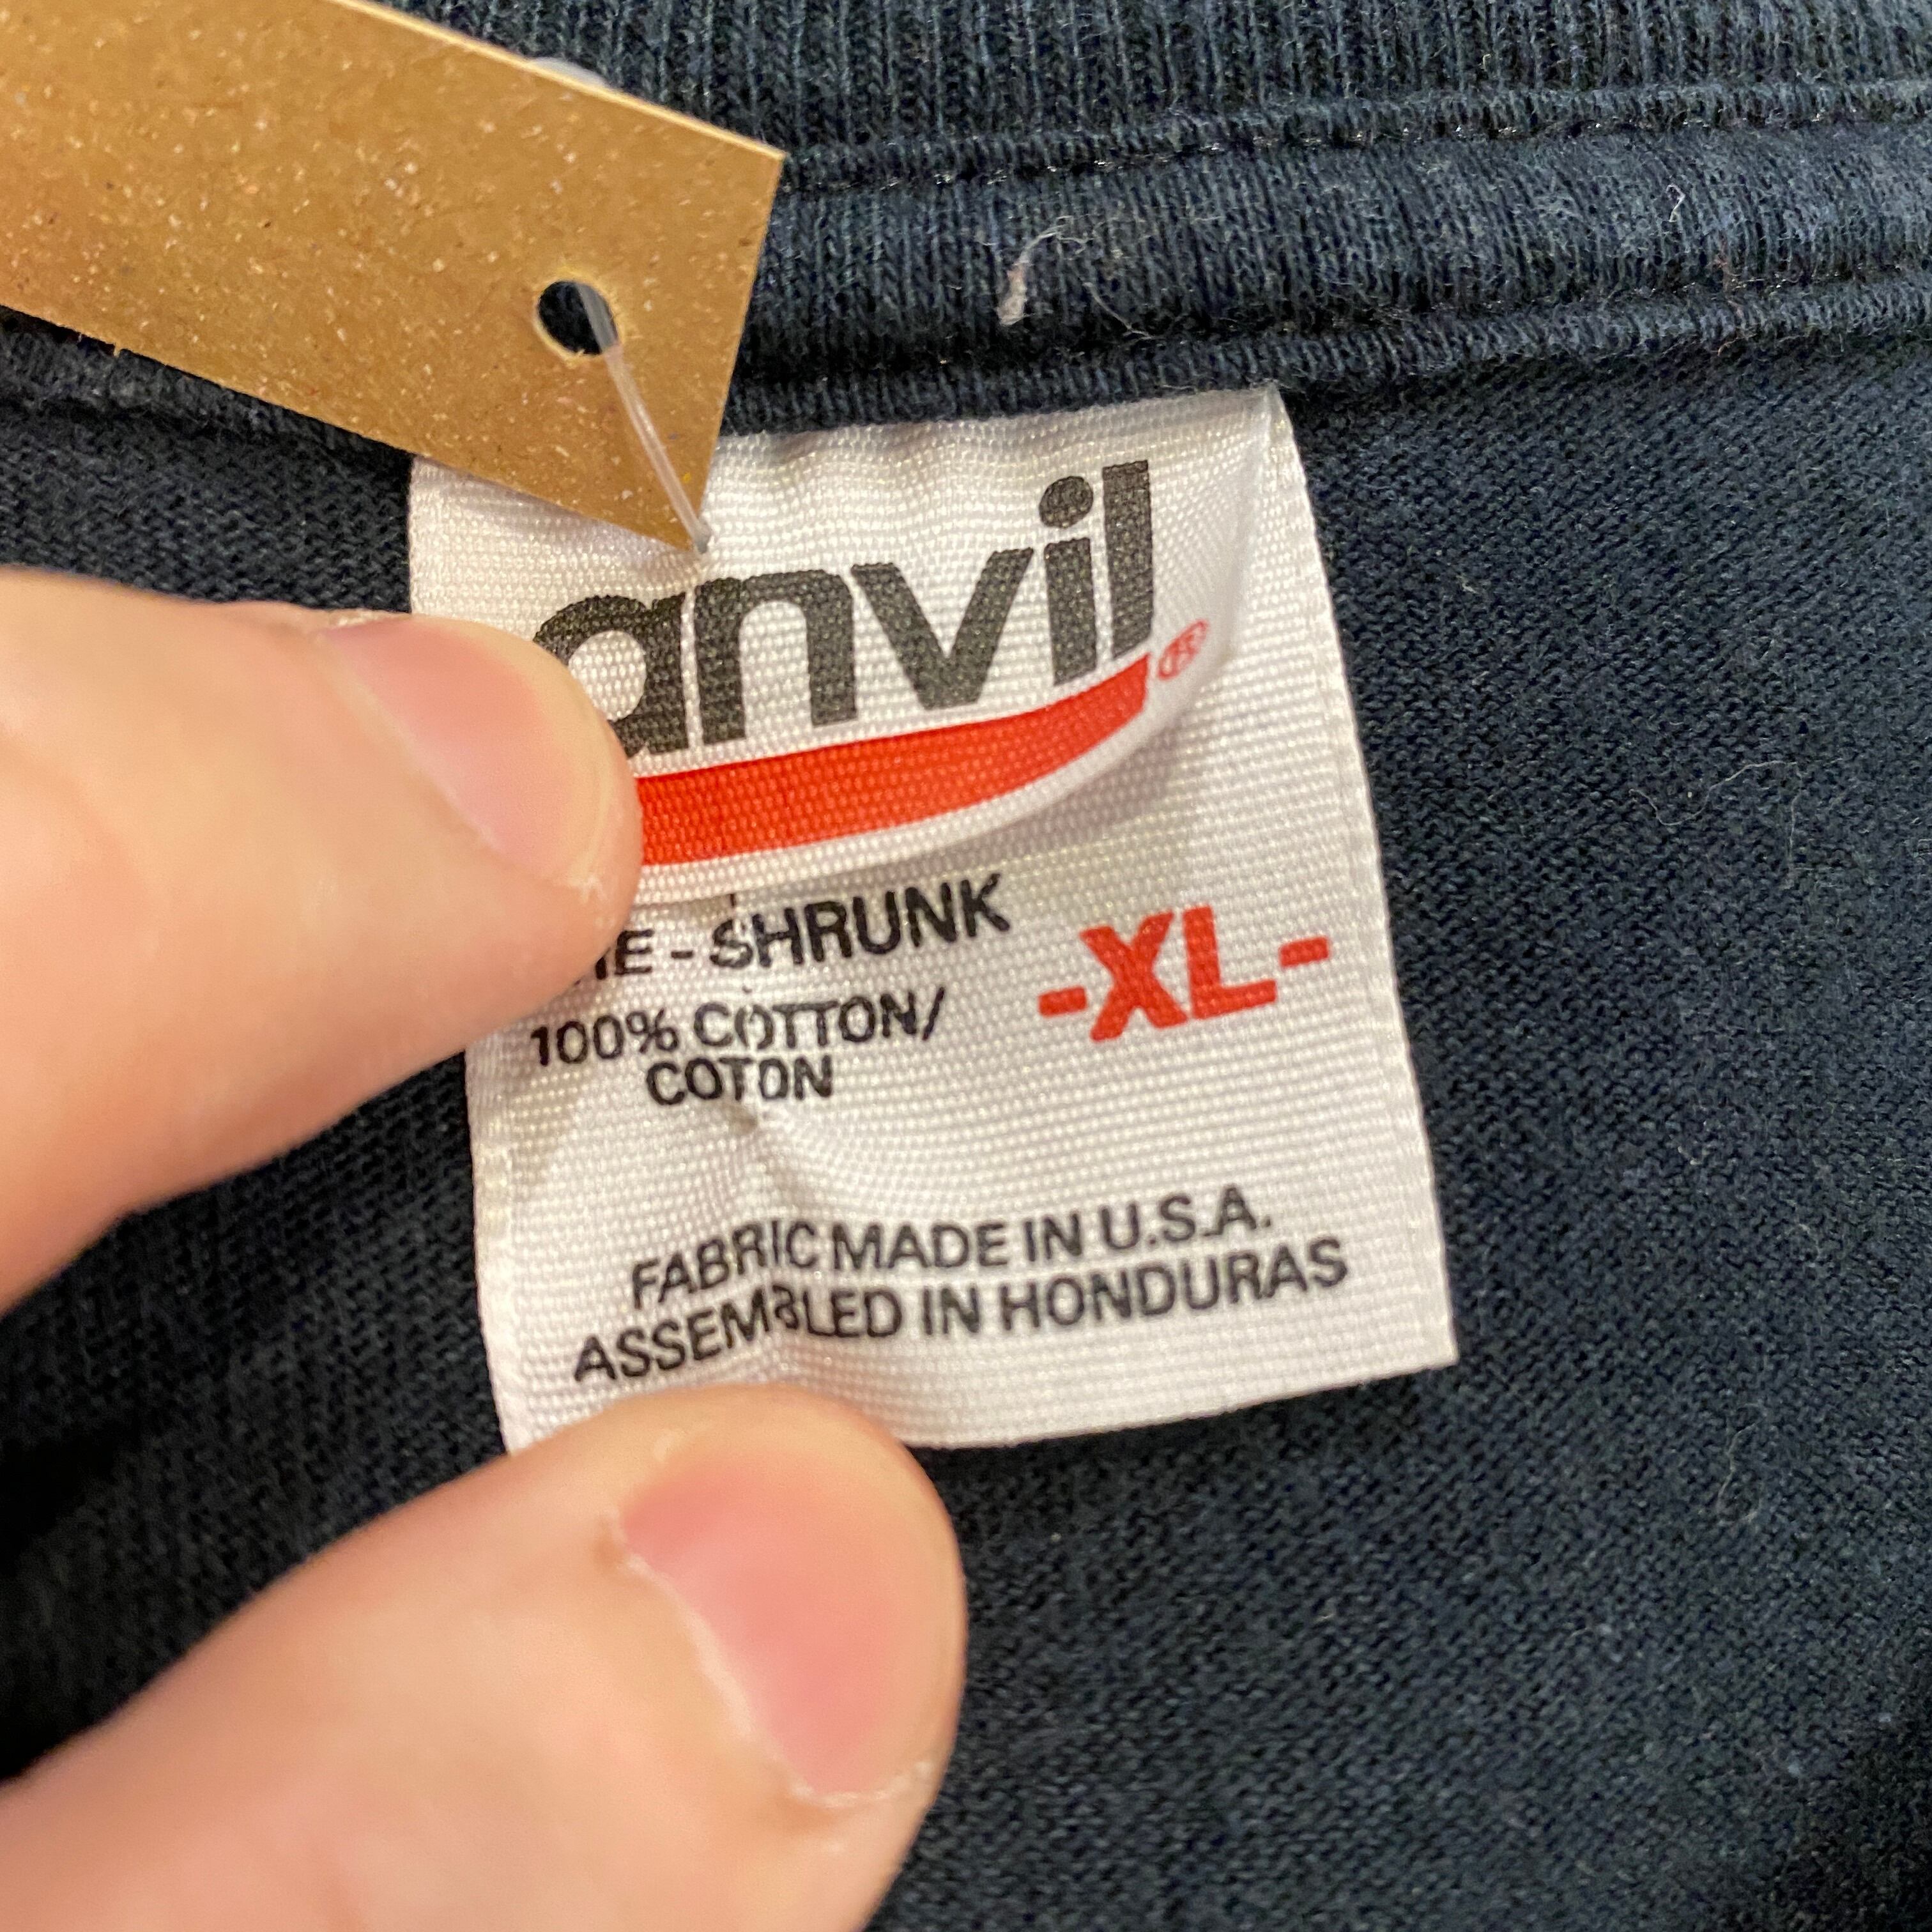 anvil®
-SHRUNK
-XL-
100% COTTON/
COTON
FABRIC MADE IN U.S.A.
ASSEMBLED IN HONDURAS